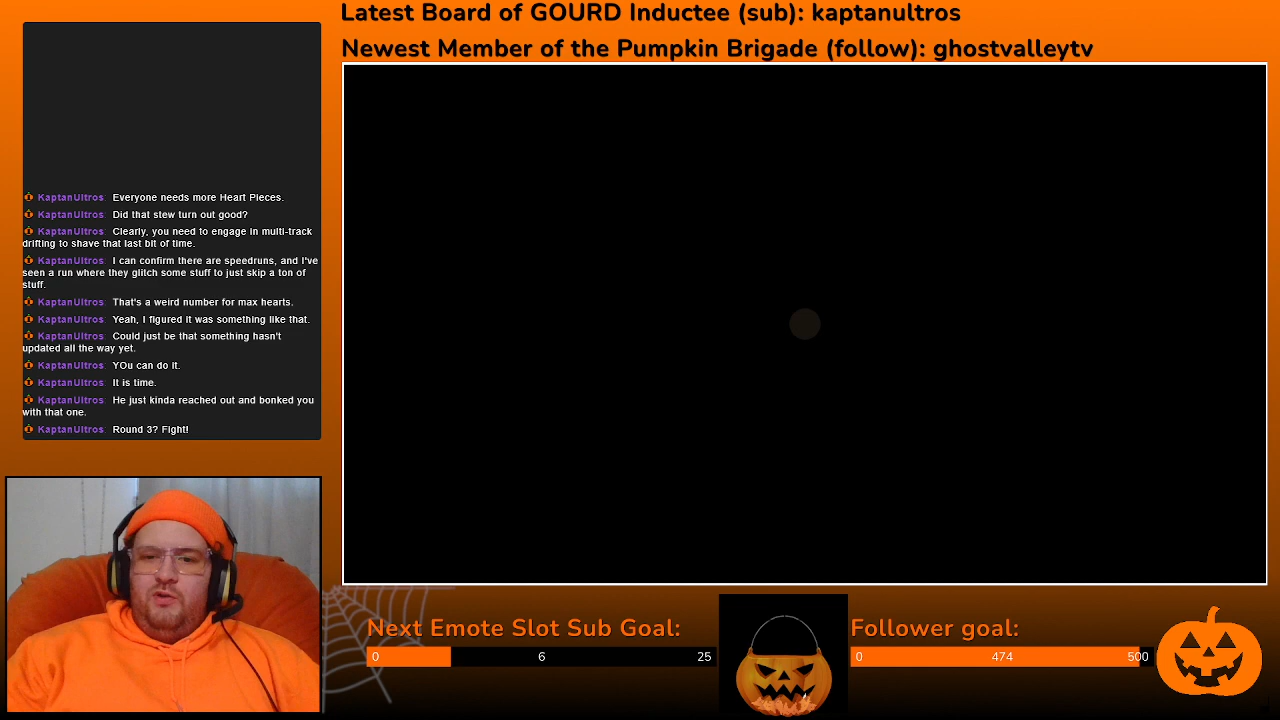 Latest Board of GOURD Inductee (sub): kaptanultros
Newest Member of the Pumpkin Brigade (follow): ghostvalleytv
KaptanUltros: Everyone needs more Heart Pieces.
KaptanUltros: Did that stew turn out good?
KaptanUltros: Clearly, you need to engage in multi-track
drifting to shave that last bit of time.
KaptanUltros: I can confirm there are speedruns, and I've
seen a run where they glitch some stuff to just skip a ton of
stuff.
KaptanUltros: That's a weird number for max hearts.
KaptanUltros: Yeah, I figured it was something like that.
KaptanUltros: Could just be that something hasn't
updated all the way yet.
KaptanUltros: YOu can do it.
KaptanUltros: It is time.
KaptanUltros: He just kinda reached out and bonked you
with that one.
KaptanUltros: Round 3? Fight!
Next Emote Slot Sub Goal:
0 6 25
Follower goal:
0 474 500